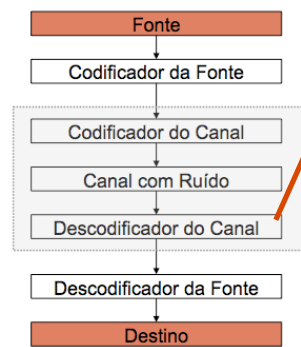 Fonte
Codificador da Fonte
Codificador do Canal
Canal com Ruído
Descodificador do Canal
Descodificador da Fonte
Destino